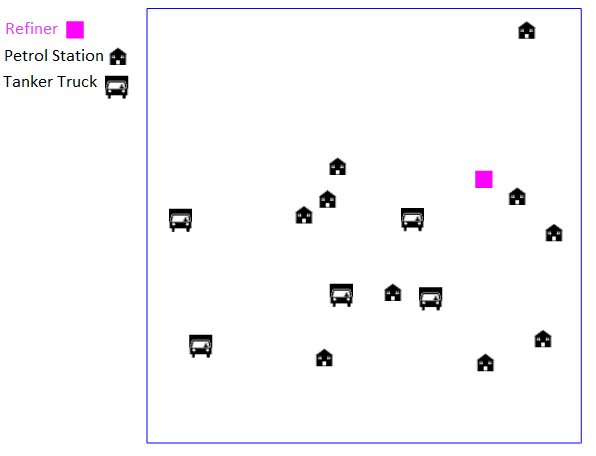 Refiner
Petrol Station
Tanker Truck